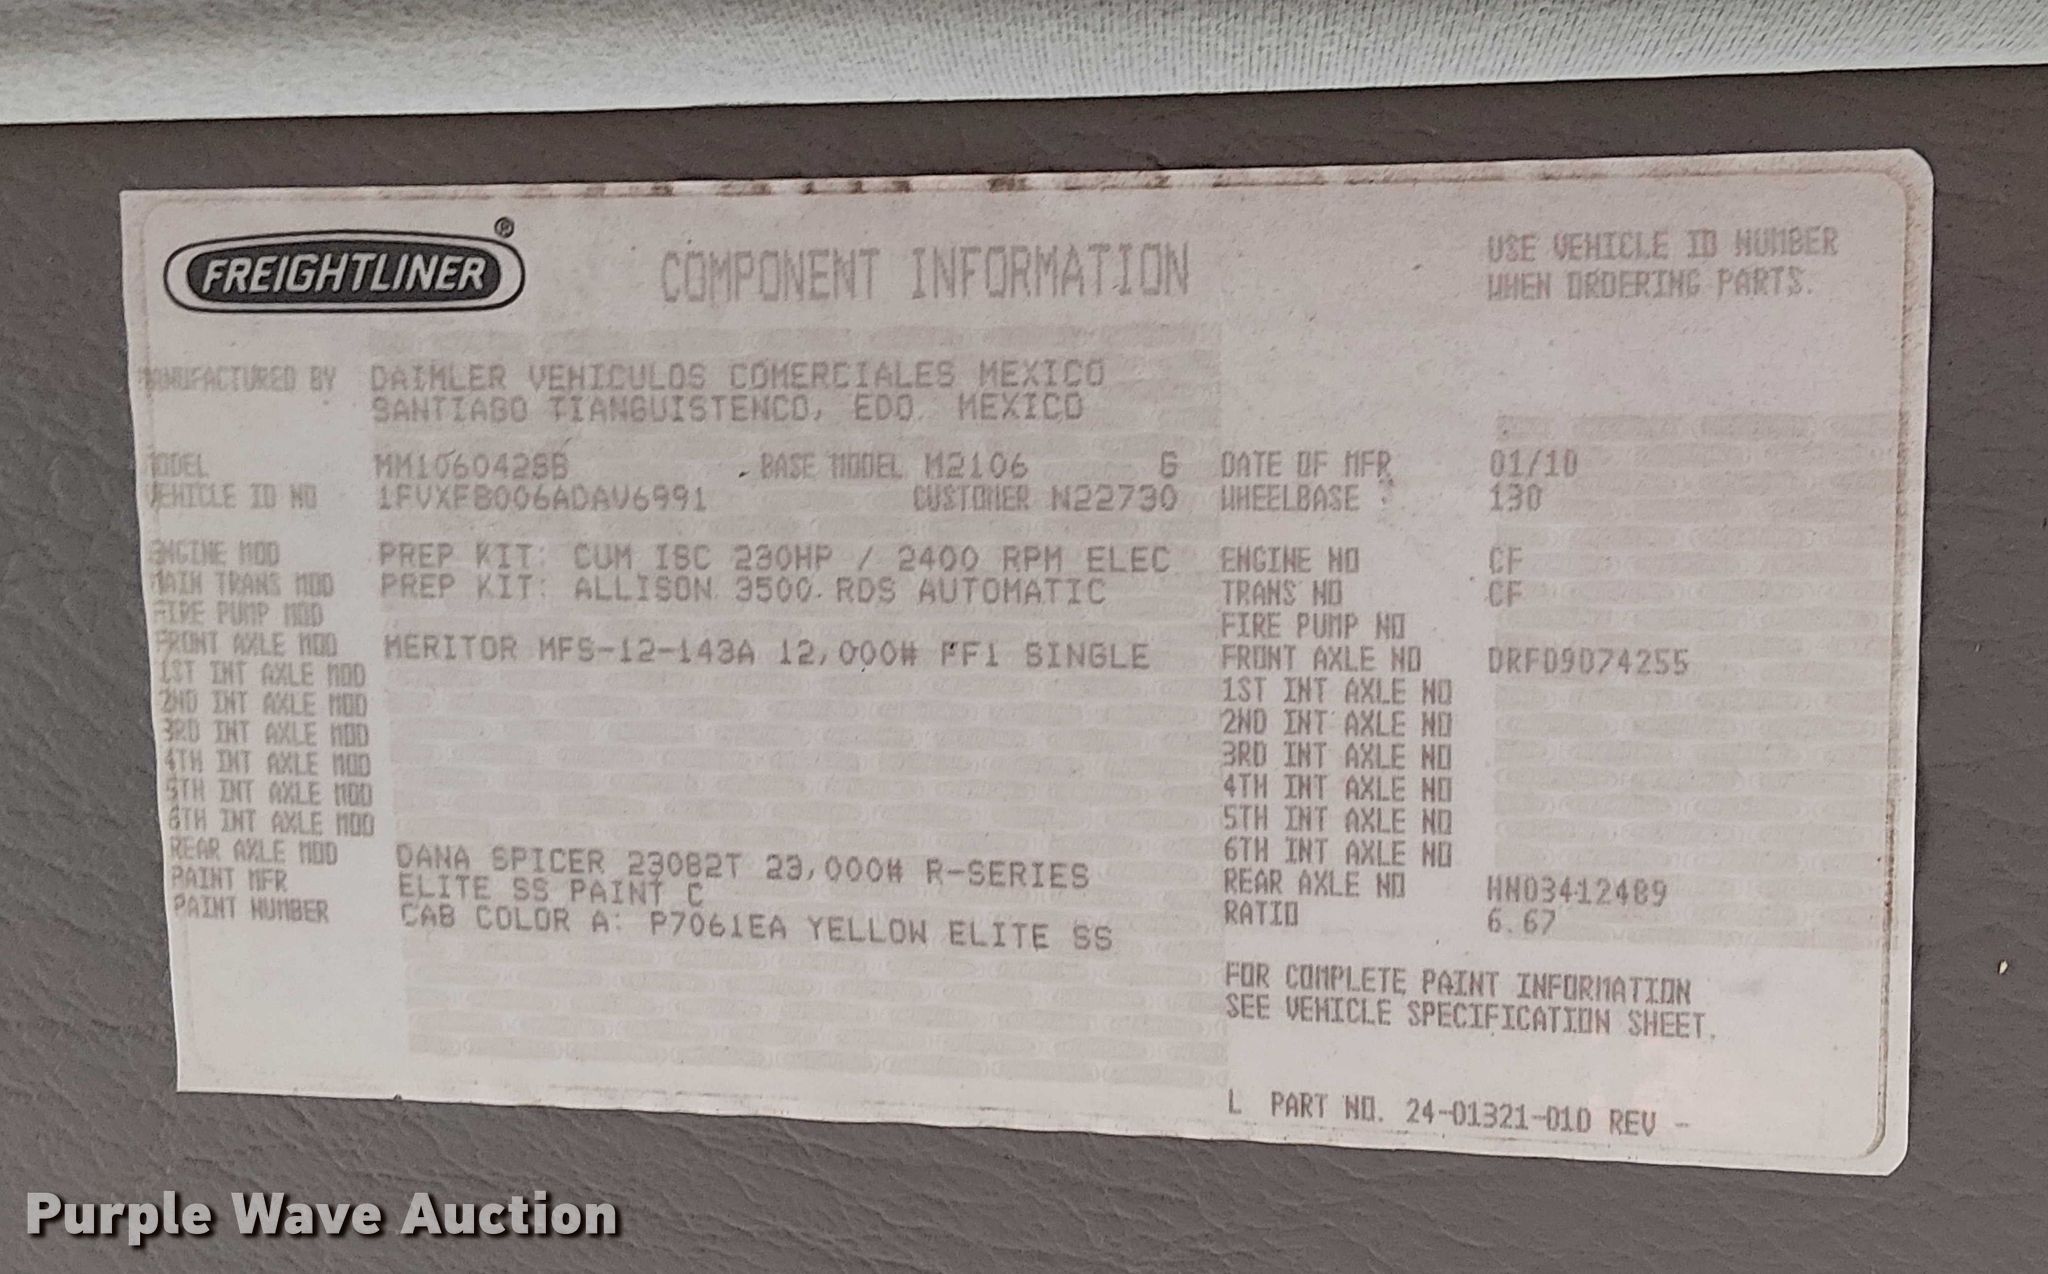 FREIGHTLINER®
COMPONENT INFORMATION
USE VEHICLE ID NUMBER
WHEN ORDERING PARTS.
MANUFACTURED BY DAIMLER VEHICULOS COMERCIALES MEXICO
SANTIAGO TIANGUISTENCO, EDO. MEXICO
MODEL MM106042SB BASE MODEL M2106 G DATE OF MFR 01/10
VEHICLE ID NO 1FVXFB006ADAV6991 CUSTOMER N22730 WHEELBASE 130
ENGINE MOD PREP KIT: CUM ISC 230HP / 2400 RPM ELEC ENGINE NO CF
MAIN TRANS MOD PREP KIT: ALLISON 3500 RDS AUTOMATIC TRANS NO CF
FIRE PUMP MOD FIRE PUMP NO
FRONT AXLE MOD MERITOR MFS-12-143A 12,000# FF1 SINGLE FRONT AXLE NO DRF09074255
1ST INT AXLE MOD 1ST INT AXLE NO
2ND INT AXLE MOD 2ND INT AXLE NO
3RD INT AXLE MOD 3RD INT AXLE NO
4TH INT AXLE MOD 4TH INT AXLE NO
5TH INT AXLE MOD 5TH INT AXLE NO
6TH INT AXLE MOD 6TH INT AXLE NO
REAR AXLE MOD DANA SPICER 23082T 23,000# R-SERIES REAR AXLE NO HN03412489
PAINT MFR ELITE SS PAINT C RATIO 6.67
PAINT NUMBER CAB COLOR A: P7061EA YELLOW ELITE SS
FOR COMPLETE PAINT INFORMATION
SEE VEHICLE SPECIFICATION SHEET.
L PART NO. 24-01321-010 REV -
Purple Wave Auction